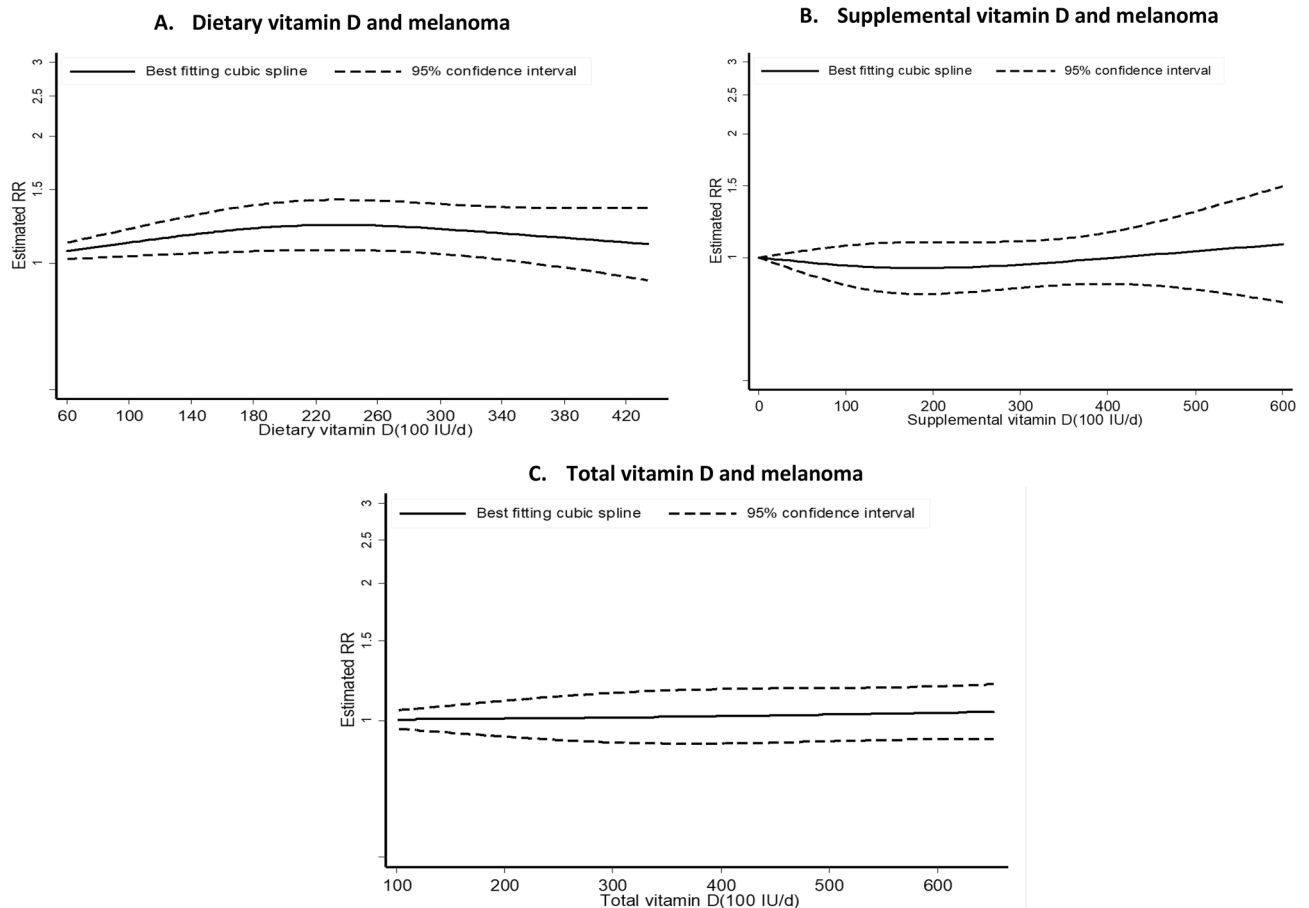 A. Dietary vitamin D and melanoma
Best fitting cubic spline 95% confidence interval
Estimated RR
3
2.5
2
1.5
1
60 100 140 180 220 260 300 340 380 420
Dietary vitamin D(100 IU/d)
B. Supplemental vitamin D and melanoma
Best fitting cubic spline 95% confidence interval
Estimated RR
3
2.5
2
1.5
1
0 100 200 300 400 500 600
Supplemental vitamin D(100 IU/d)
C. Total vitamin D and melanoma
Best fitting cubic spline 95% confidence interval
Estimated RR
3
2.5
2
1.5
1
100 200 300 400 500 600
Total vitamin D(100 IU/d)